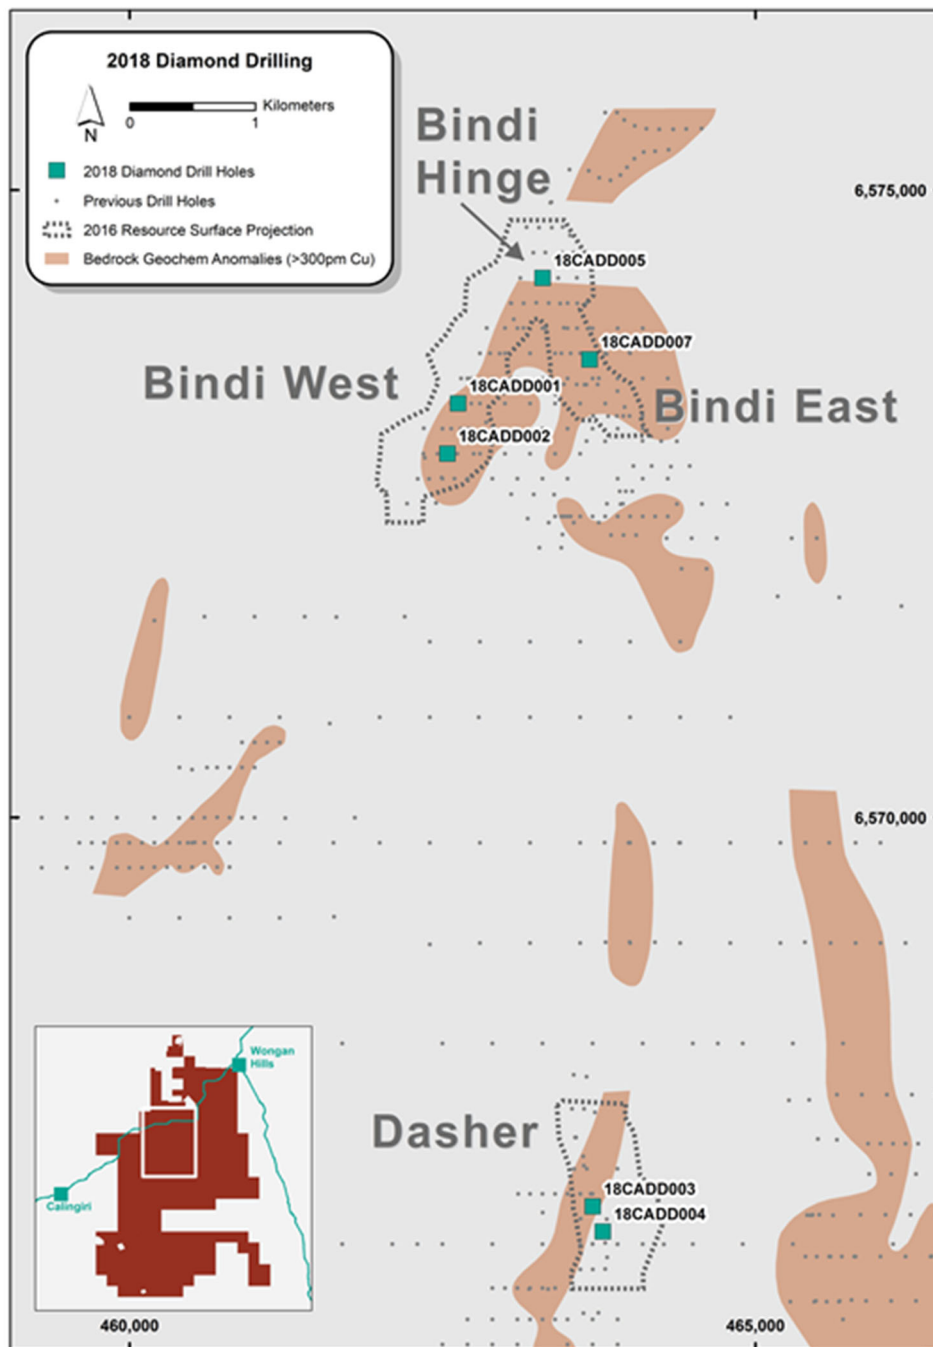 2018 Diamond Drilling
Kilometers
0 1
N
2018 Diamond Drill Holes
Previous Drill Holes
2016 Resource Surface Projection
Bedrock Geochem Anomalies (>300pm Cu)
Bindi
Hinge
6,575,000
18CADD005
18CADD007
Bindi West
18CADD001
Bindi East
18CADD002
6,570,000
Wongan
Hills
Calingiri
Dasher
18CADD003
18CADD004
460,000
465,000